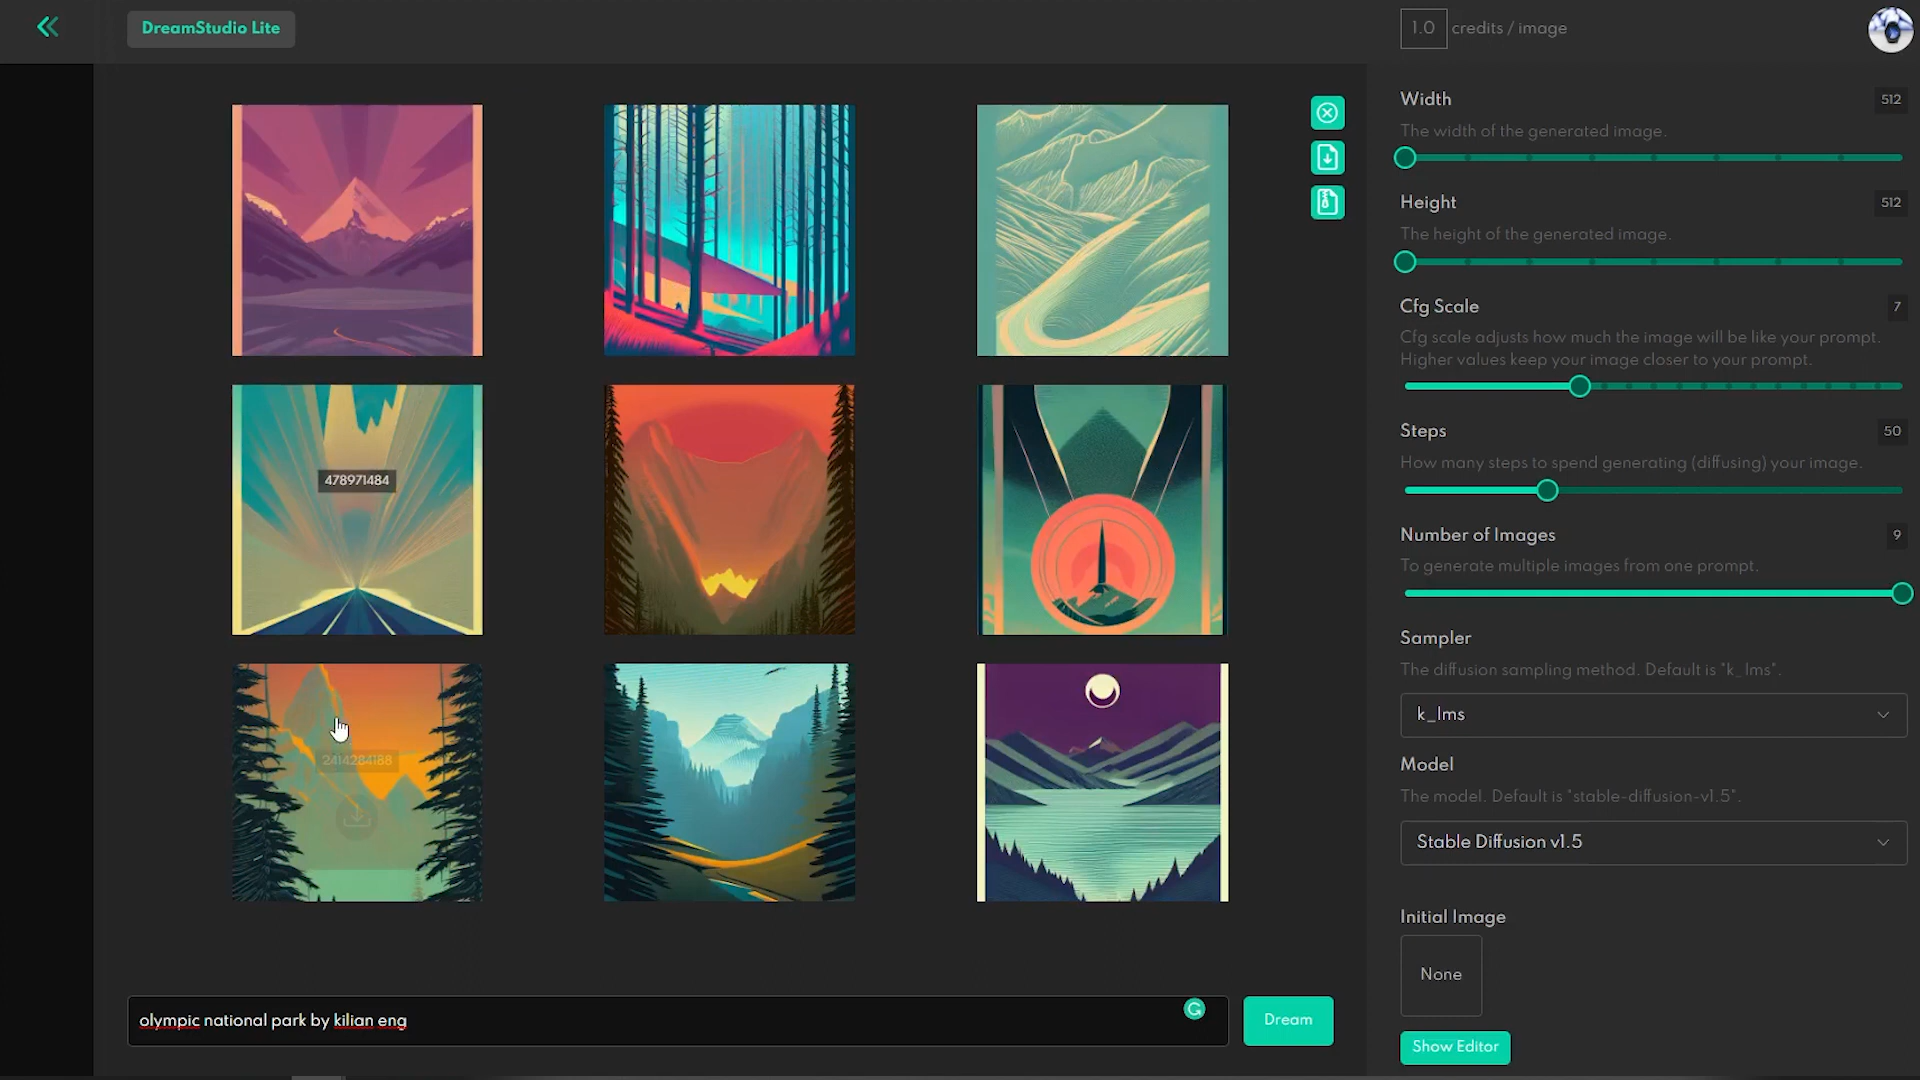 DreamStudio Lite
1.0 credits / image
Width
512
The width of the generated image.
Height
512
The height of the generated image.
Cfg Scale
7
Cfg scale adjusts how much the image will be like your prompt.
Higher values keep your image closer to your prompt.
Steps
50
How many steps to spend generating (diffusing) your image.
Number of Images
9
To generate multiple images from one prompt.
Sampler
The diffusion sampling method. Default is "k_lms".
k_lms
Model
The model. Default is "stable-diffusion-v1.5".
Stable Diffusion v1.5
Initial Image
None
Show Editor
478971484
2414284188
olympic national park by kilian eng
Dream